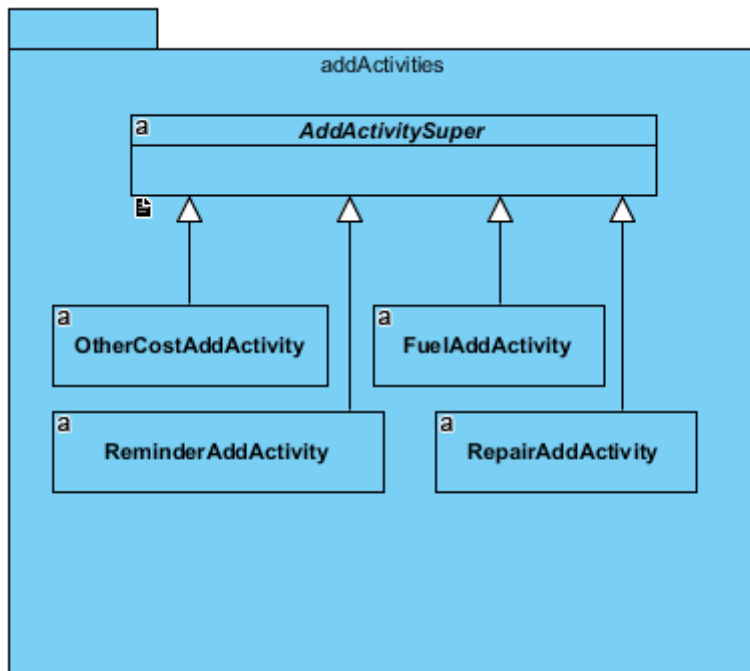 addActivities
a
AddActivitySuper
a
OtherCostAddActivity
a
FuelAddActivity
a
ReminderAddActivity
a
RepairAddActivity